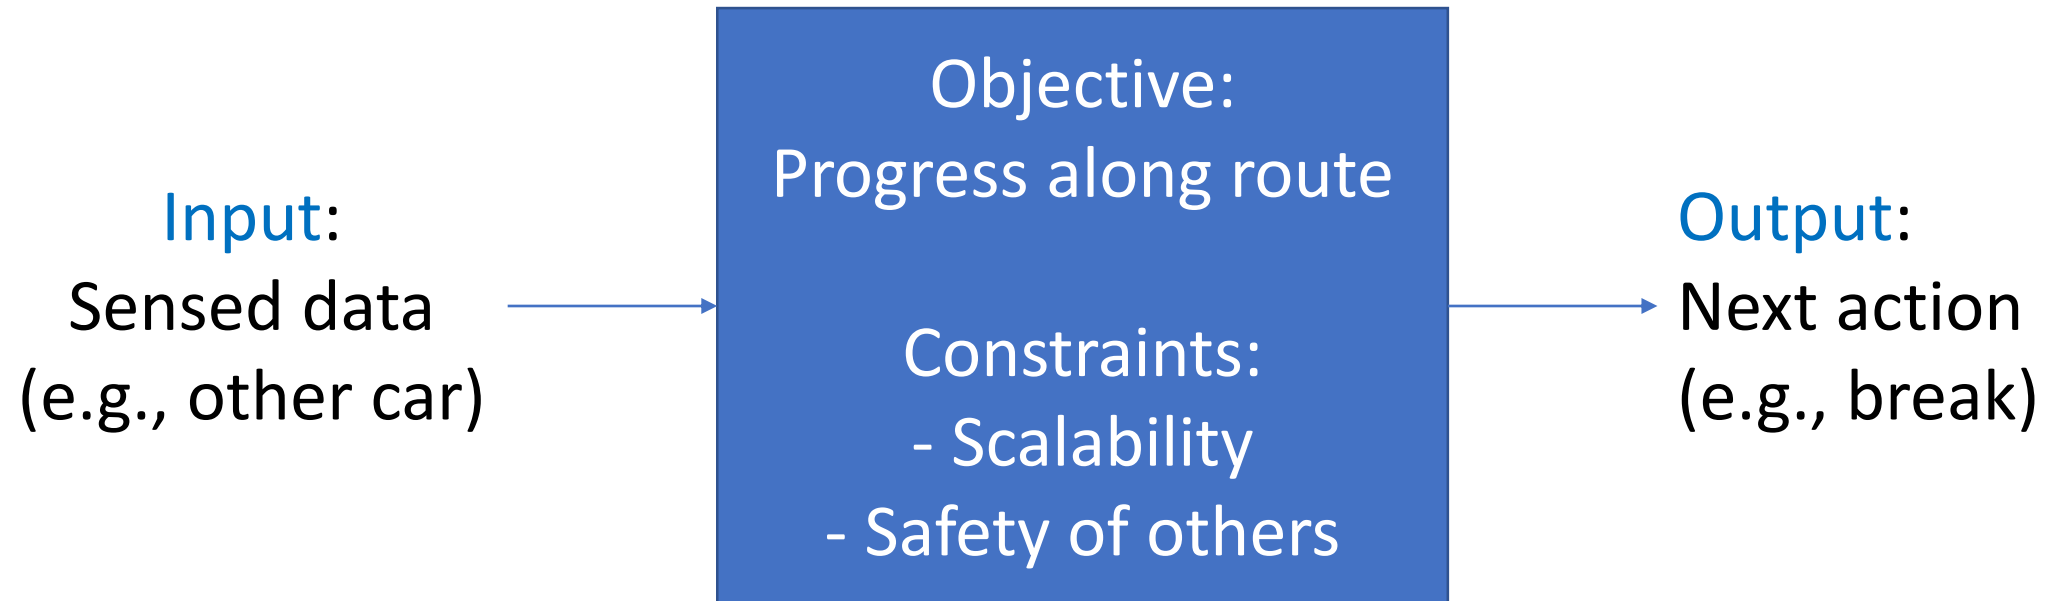 Input:
Sensed data
(e.g., other car)
Objective:
Progress along route
Constraints:
- Scalability
- Safety of others
Output:
Next action
(e.g., break)